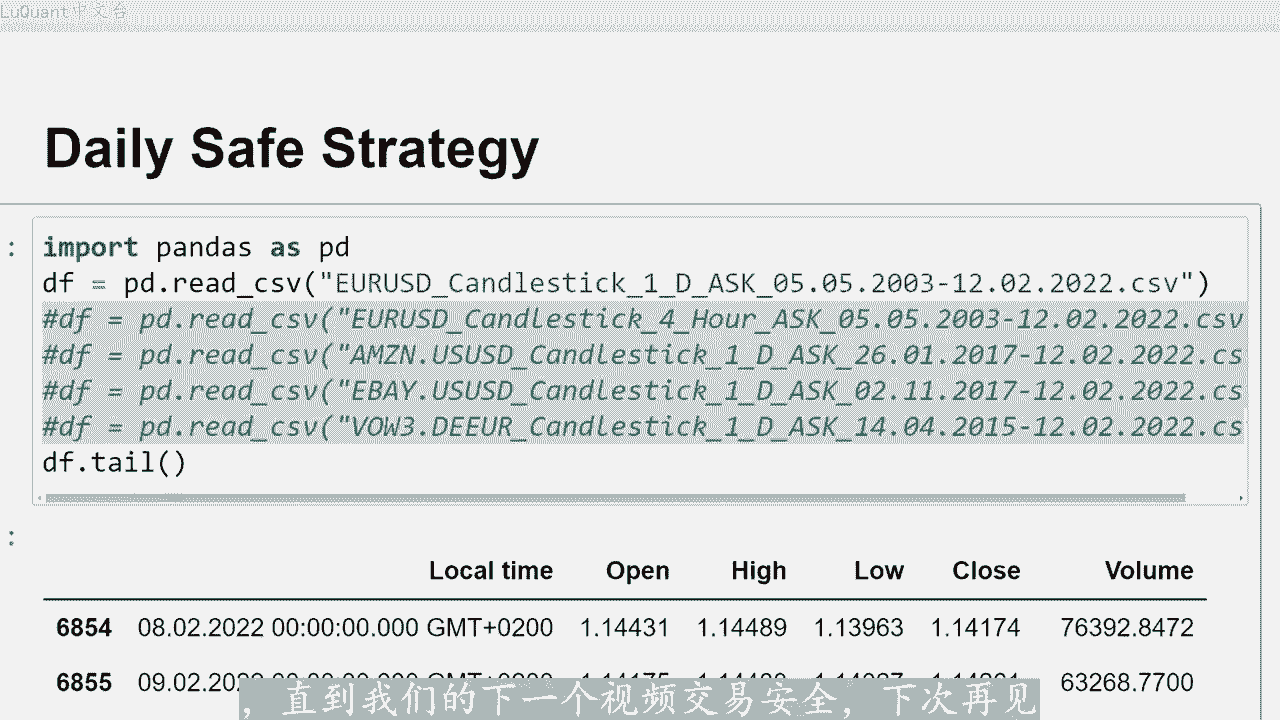 LuQuant中文台
Daily Safe Strategy
: import pandas as pd
df = pd.read_csv("EURUSD_Candlestick_1_D_ASK_05.05.2003-12.02.2022.csv")
#df = pd.read_csv("EURUSD_Candlestick_4_Hour_ASK_05.05.2003-12.02.2022.csv
#df = pd.read_csv("AMZN.USUSD_Candlestick_1_D_ASK_26.01.2017-12.02.2022.cs
#df = pd.read_csv("EBAY.USUSD_Candlestick_1_D_ASK_02.11.2017-12.02.2022.cs
#df = pd.read_csv("VOW3.DEEUR_Candlestick_1_D_ASK_14.04.2015-12.02.2022.cs
df.tail()
:
Local time Open High Low Close Volume
6854 08.02.2022 00:00:00.000 GMT+0200 1.14431 1.14489 1.13963 1.14174 76392.8472
6855 09.02 63268.7700
，直到我们的下一个视频交易安全，下次再见